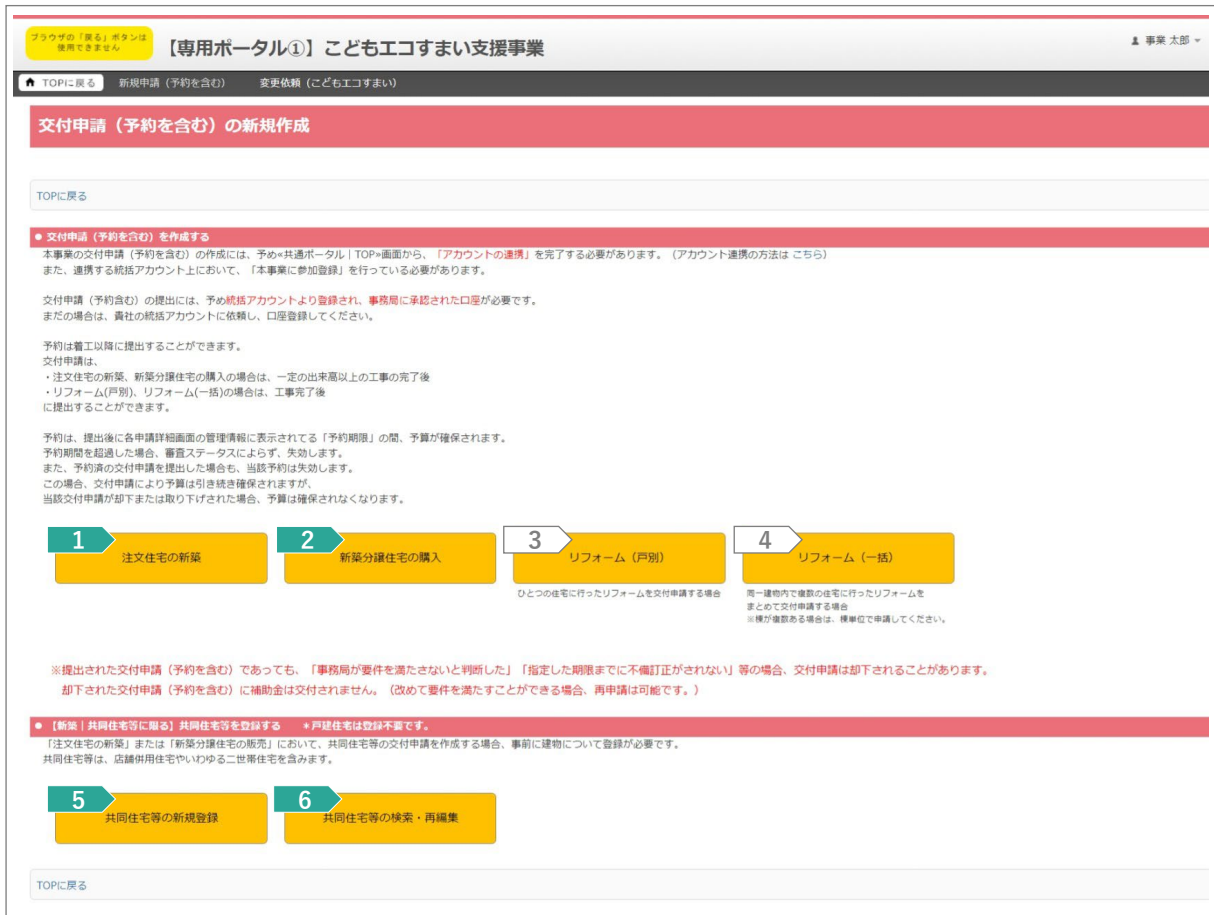 ブラウザの「戻る」ボタンは
使用できません
【専用ポータル①】こどもエコすまい支援事業
事業 太郎
TOPに戻る 新規申請（予約を含む） 変更依頼（こどもエコすまい）
交付申請（予約を含む）の新規作成
TOPに戻る
● 交付申請（予約を含む）を作成する
本事業の交付申請（予約を含む）の作成には、予め«共通ポータル｜TOP»画面から、「アカウントの連携」を完了する必要があります。（アカウント連携の方法は こちら）
また、連携する統括アカウント上において、「本事業に参加登録」を行っている必要があります。
交付申請（予約含む）の提出には、予め統括アカウントより登録され、事務局に承認された口座が必要です。
まだの場合は、貴社の統括アカウントに依頼し、口座登録してください。
予約は着工以降に提出することができます。
交付申請は、
・注文住宅の新築、新築分譲住宅の購入の場合は、一定の出来高以上の工事の完了後
・リフォーム(戸別)、リフォーム(一括)の場合は、工事完了後
に提出することができます。
予約は、提出後に各申請詳細画面の管理情報に表示されてる「予約期限」の間、予算が確保されます。
予約期間を超過した場合、審査ステータスによらず、失効します。
また、予約済の交付申請を提出した場合も、当該予約は失効します。
この場合、交付申請により予算は引き続き確保されますが、
当該交付申請が却下または取り下げされた場合、予算は確保されなくなります。
1 注文住宅の新築
2 新築分譲住宅の購入
3 リフォーム（戸別）
4 リフォーム（一括）
ひとつの住宅に行ったリフォームを交付申請する場合
同一建物内で複数の住宅に行ったリフォームを
まとめて交付申請する場合
※棟が複数ある場合は、棟単位で申請してください。
※提出された交付申請（予約を含む）であっても、「事務局が要件を満たさないと判断した」「指定した期限までに不備訂正がされない」等の場合、交付申請は却下されることがあります。
却下された交付申請（予約を含む）に補助金は交付されません。（改めて要件を満たすことができる場合、再申請は可能です。）
● 【新築｜共同住宅等に限る】共同住宅等を登録する ＊戸建住宅は登録不要です。
「注文住宅の新築」または「新築分譲住宅の販売」において、共同住宅等の交付申請を作成する場合、事前に建物について登録が必要です。
共同住宅等は、店舗併用住宅やいわゆる二世帯住宅を含みます。
5 共同住宅等の新規登録
6 共同住宅等の検索・再編集
TOPに戻る